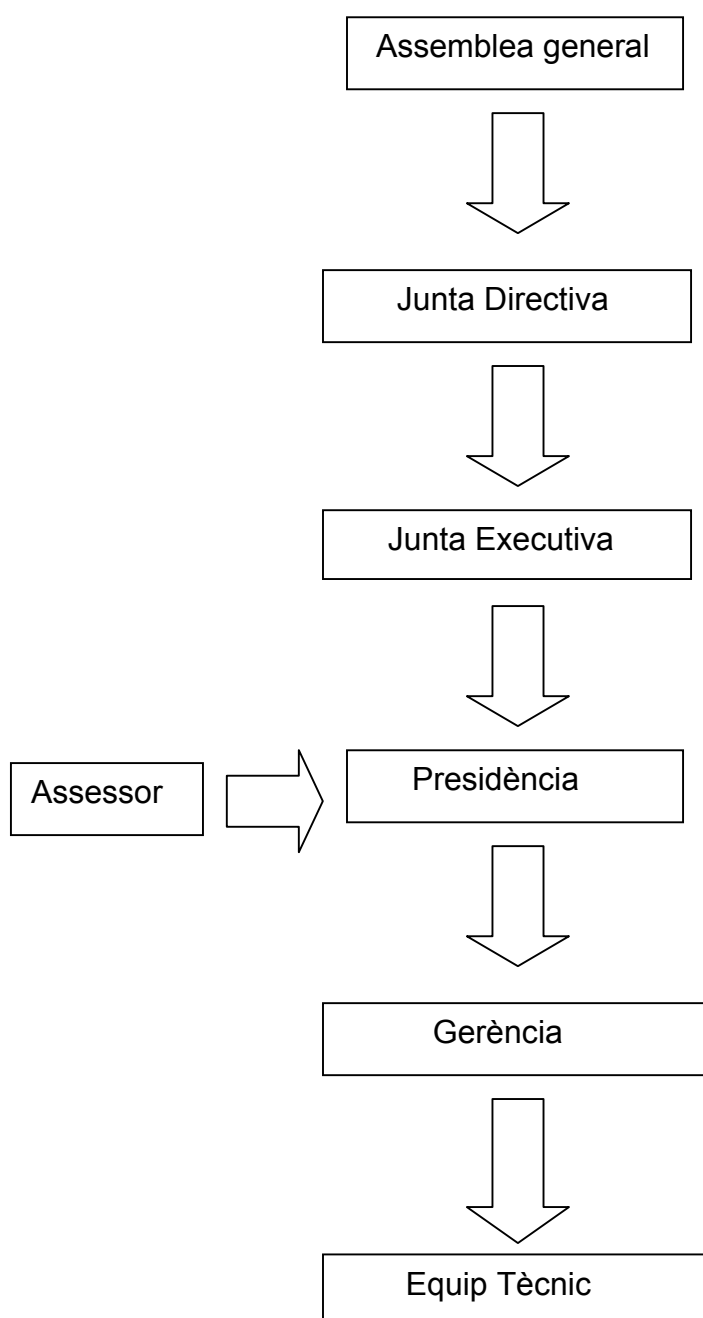 Assemblea general
Junta Directiva
Junta Executiva
Assessor
Presidència
Gerència
Equip Tècnic